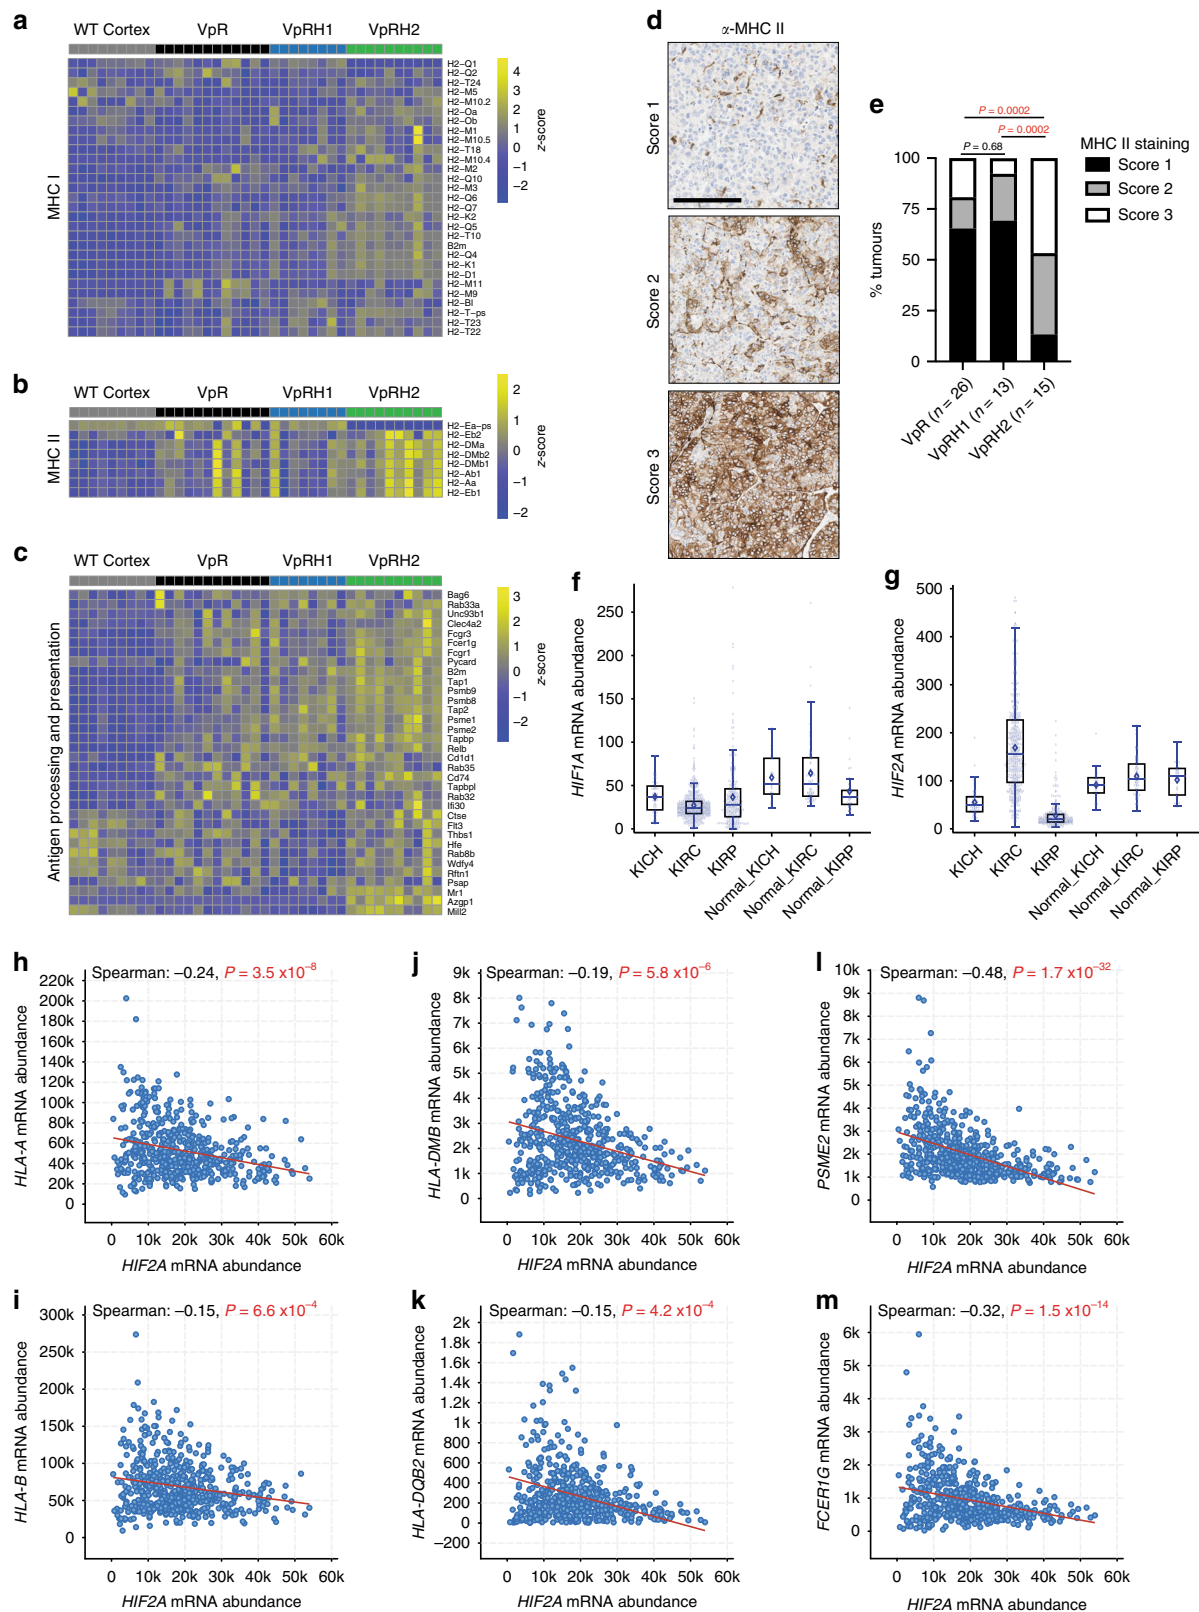 a
WT Cortex VpR VpRH1 VpRH2
MHC I
H2−Q1
H2−Q2
H2−T24
H2−M5
H2−M10.2
H2−Oa
H2−Ob
H2−M1
H2−M10.5
H2−T18
H2−M10.4
H2−M2
H2−Q10
H2−M3
H2−Q6
H2−Q7
H2−K2
H2−Q5
H2−T10
B2m
H2−Q4
H2−K1
H2−D1
H2−M11
H2−M9
H2−Bl
H2−T−ps
H2−T23
H2−T22
4
3
2
1
0
−1
−2
z-score
b
WT Cortex VpR VpRH1 VpRH2
MHC II
H2−Ea−ps
H2−Eb2
H2−DMa
H2−DMb2
H2−DMb1
H2−Ab1
H2−Aa
H2−Eb1
2
1
0
−1
−2
z-score
c
WT Cortex VpR VpRH1 VpRH2
Antigen processing and presentation
Bag6
Rab33a
Unc93b1
Clec4a2
Fcgr3
Fcer1g
Fcgr1
Pycard
B2m
Tap1
Psmb9
Psmb8
Tap2
Psme1
Psme2
Tapbp
Relb
Cd1d1
Rab35
Cd74
Tapbpl
Rab32
Ifi30
Ctse
Flt3
Thbs1
Hfe
Rab8b
Wdfy4
Rftn1
Psap
Mr1
Azgp1
Mill2
3
2
1
0
−1
−2
z-score
d
α-MHC II
Score 1
Score 2
Score 3
e
P = 0.0002
P = 0.0002
P = 0.68
MHC II staining
Score 1
Score 2
Score 3
% tumours
100
75
50
25
0
VpR (n = 26)
VpRH1 (n = 13)
VpRH2 (n = 15)
f
HIF1A mRNA abundance
250
200
150
100
50
0
KICH
KIRC
KIRP
Normal_KICH
Normal_KIRC
Normal_KIRP
g
HIF2A mRNA abundance
500
400
300
200
100
0
KICH
KIRC
KIRP
Normal_KICH
Normal_KIRC
Normal_KIRP
h
Spearman: −0.24, P = 3.5 x10−8
HLA-A mRNA abundance
220k
200k
180k
160k
140k
120k
100k
80k
60k
40k
20k
0
0 10k 20k 30k 40k 50k 60k
HIF2A mRNA abundance
j
Spearman: −0.19, P = 5.8 x10−6
HLA-DMB mRNA abundance
9k
8k
7k
6k
5k
4k
3k
2k
1k
0
0 10k 20k 30k 40k 50k 60k
HIF2A mRNA abundance
l
Spearman: −0.48, P = 1.7 x10−32
PSME2 mRNA abundance
10k
9k
8k
7k
6k
5k
4k
3k
2k
1k
0
0 10k 20k 30k 40k 50k 60k
HIF2A mRNA abundance
i
Spearman: −0.15, P = 6.6 x10−4
HLA-B mRNA abundance
300k
250k
200k
150k
100k
50k
0
0 10k 20k 30k 40k 50k 60k
HIF2A mRNA abundance
k
Spearman: −0.15, P = 4.2 x10−4
HLA-DQB2 mRNA abundance
2k
1.8k
1.6k
1.4k
1.2k
1k
800
600
400
200
0
−200
0 10k 20k 30k 40k 50k 60k
HIF2A mRNA abundance
m
Spearman: −0.32, P = 1.5 x10−14
FCER1G mRNA abundance
6k
5k
4k
3k
2k
1k
0
0 10k 20k 30k 40k 50k 60k
HIF2A mRNA abundance